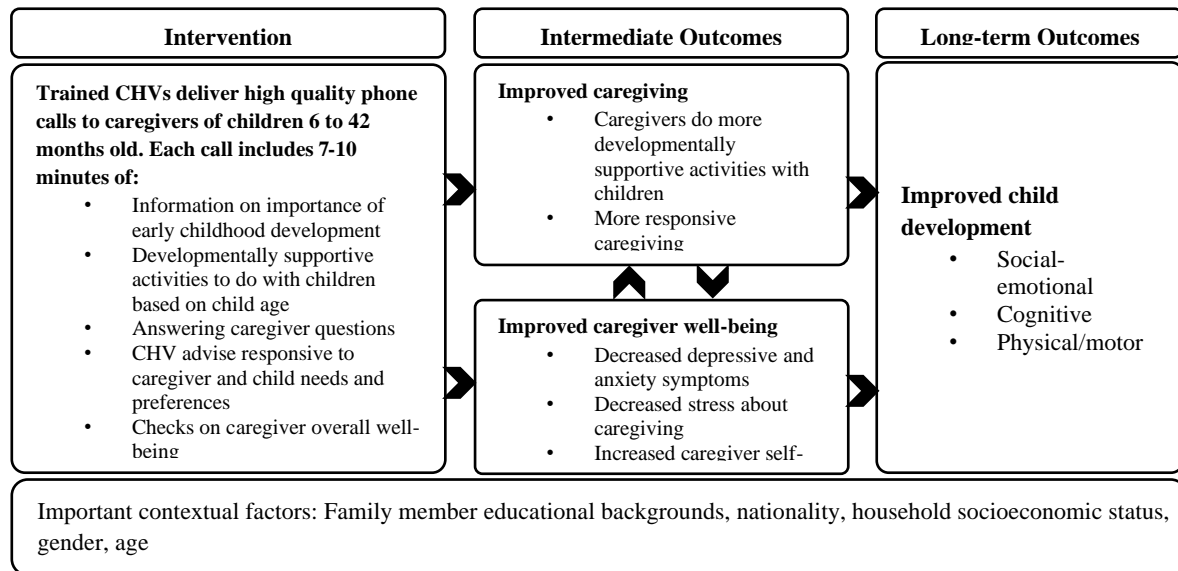 Intervention
Trained CHVs deliver high quality phone
calls to caregivers of children 6 to 42
months old. Each call includes 7-10
minutes of:
• Information on importance of
early childhood development
• Developmentally supportive
activities to do with children
based on child age
• Answering caregiver questions
• CHV advise responsive to
caregiver and child needs and
preferences
• Checks on caregiver overall well-
being
Intermediate Outcomes
Improved caregiving
• Caregivers do more
developmentally
supportive activities with
children
• More responsive
caregiving
Improved caregiver well-being
• Decreased depressive and
anxiety symptoms
• Decreased stress about
caregiving
• Increased caregiver self-
Long-term Outcomes
Improved child
development
• Social-
emotional
• Cognitive
• Physical/motor
Important contextual factors: Family member educational backgrounds, nationality, household socioeconomic status,
gender, age